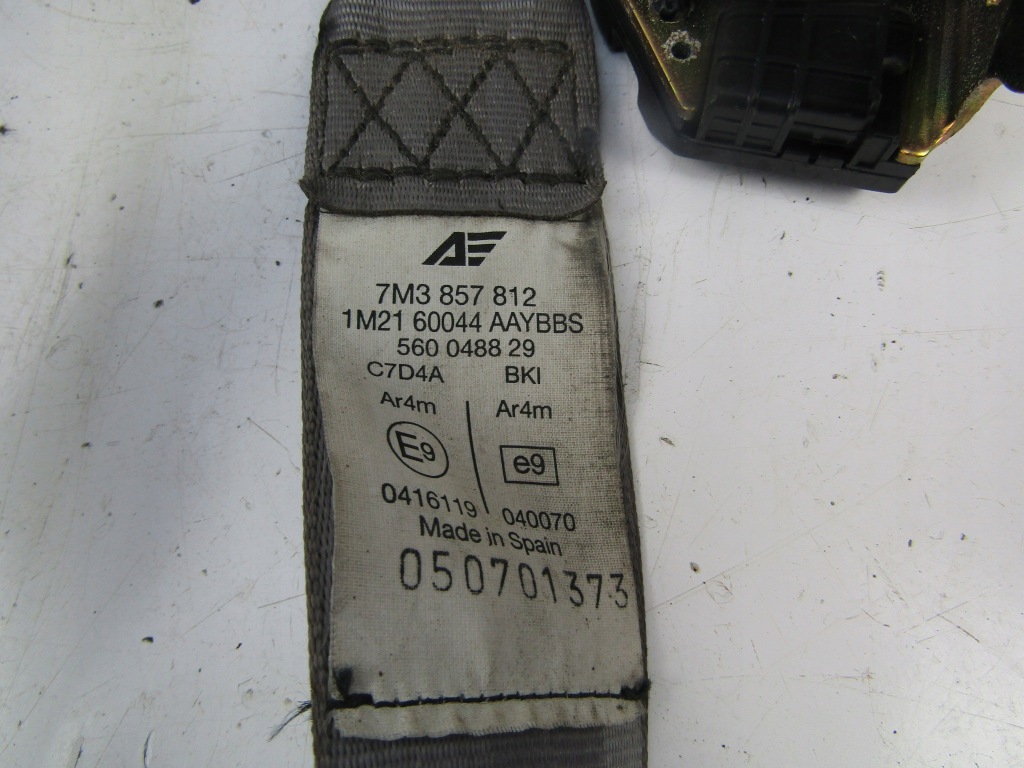 AE
7M3 857 812
1M21 60044 AAYBBS
560 0488 29
C7D4A BKI
Ar4m Ar4m
E9 e9
0416119 040070
Made in Spain
050701373